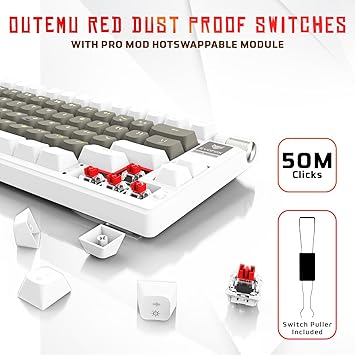 OUTEMU RED DUST PROOF SWITCHES
WITH PRO MOD HOTSWAPPABLE MODULE
50M
Clicks
Switch Puller
Included